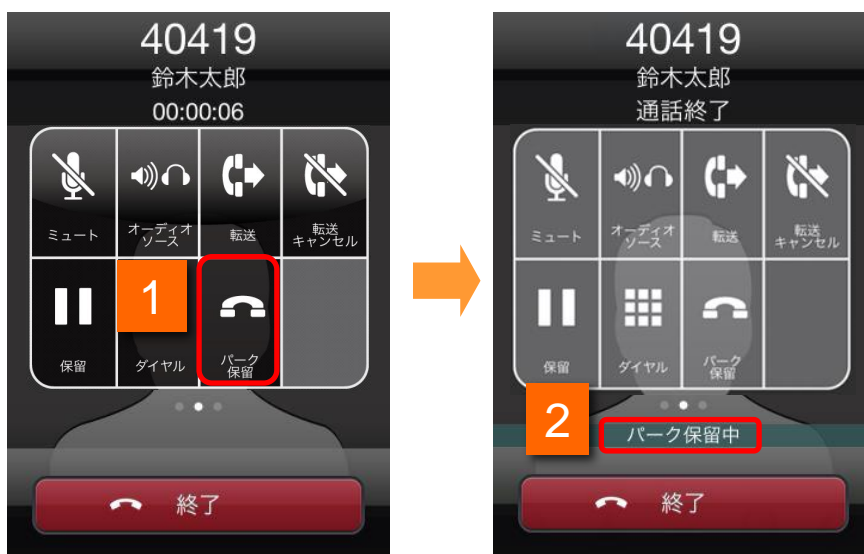 40419
鈴木太郎
00:00:06
ミュート
オーディオ
ソース
転送
転送
キャンセル
1
保留
ダイヤル
パーク
保留
終了
40419
鈴木太郎
通話終了
ミュート
オーディオ
ソース
転送
転送
キャンセル
保留
ダイヤル
パーク
保留
2
パーク保留中
終了